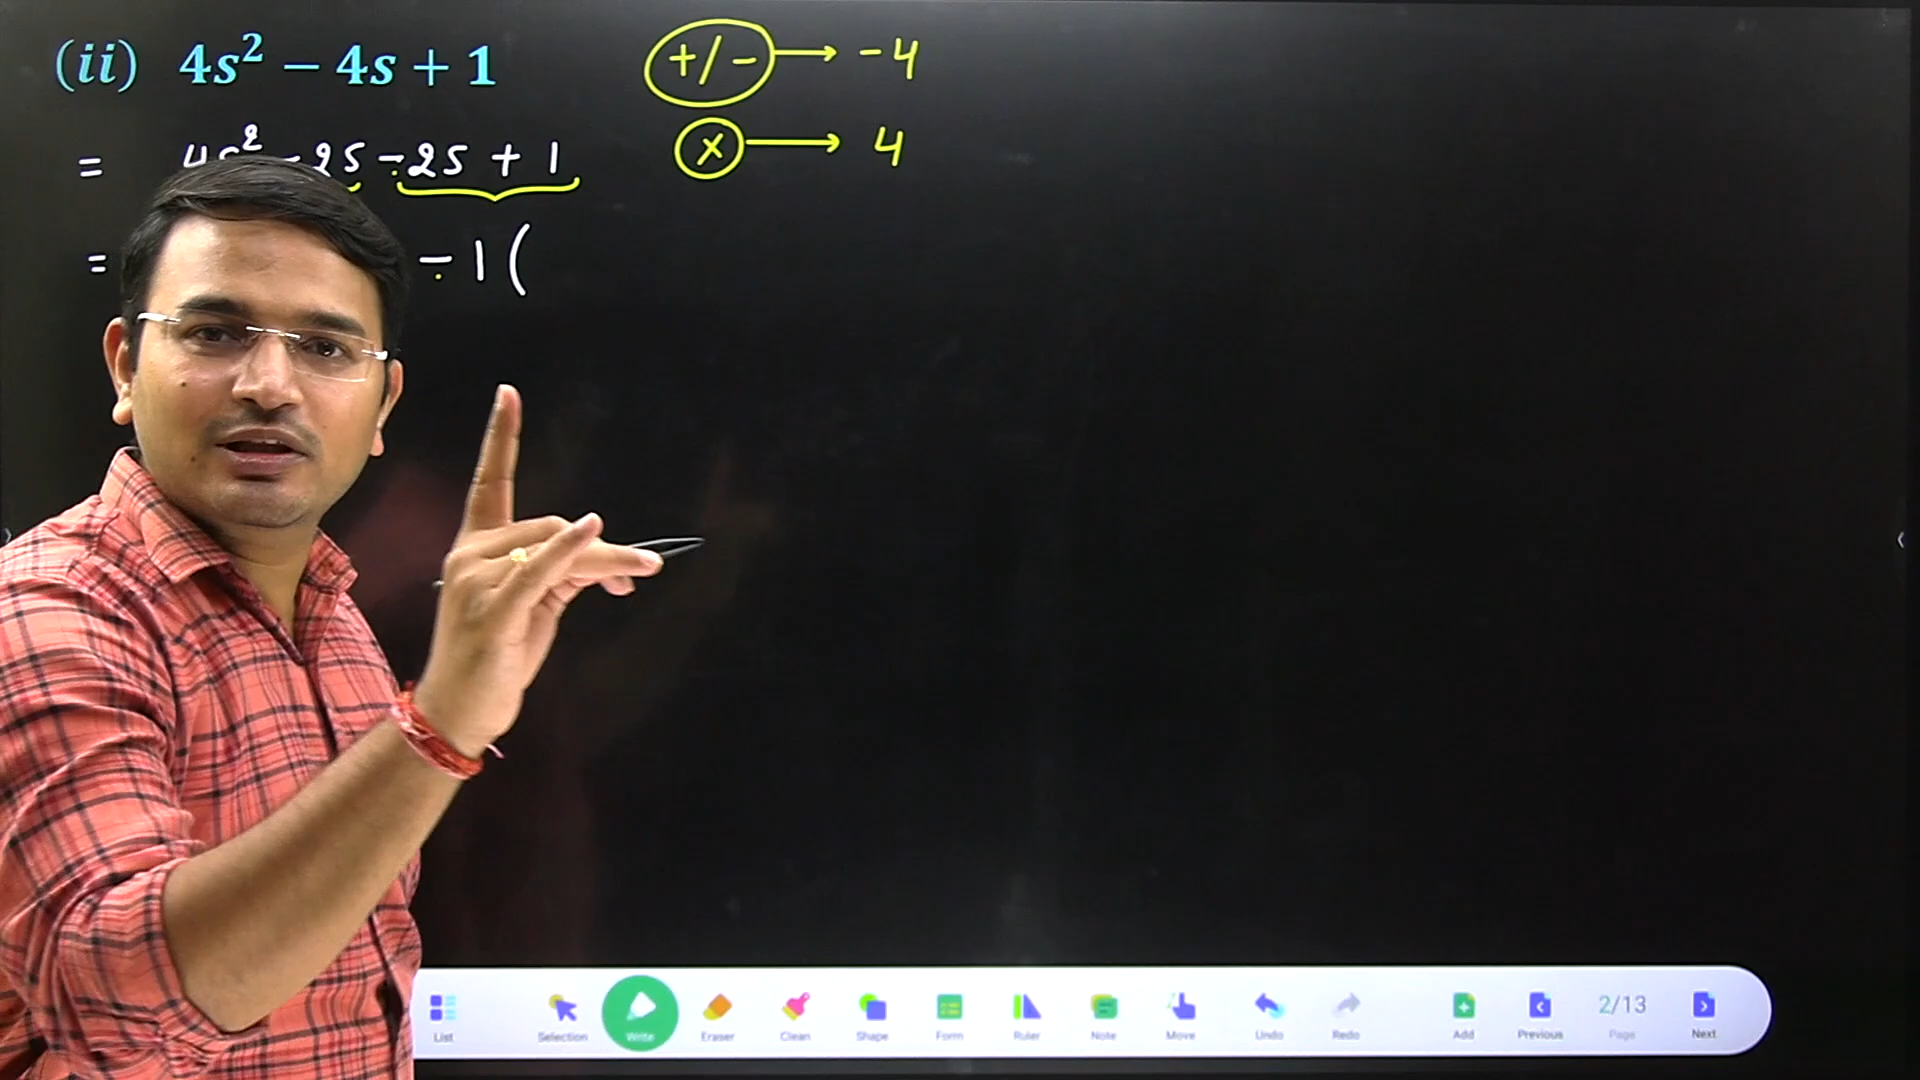 (ii) 4s² − 4s + 1
+/- → -4
= 4s² - 2s - 2s + 1
x → 4
= - 1 (
List Selection Write Eraser Clean Shape Form Ruler Note Move Undo Redo Add Previous 2/13 Page Next